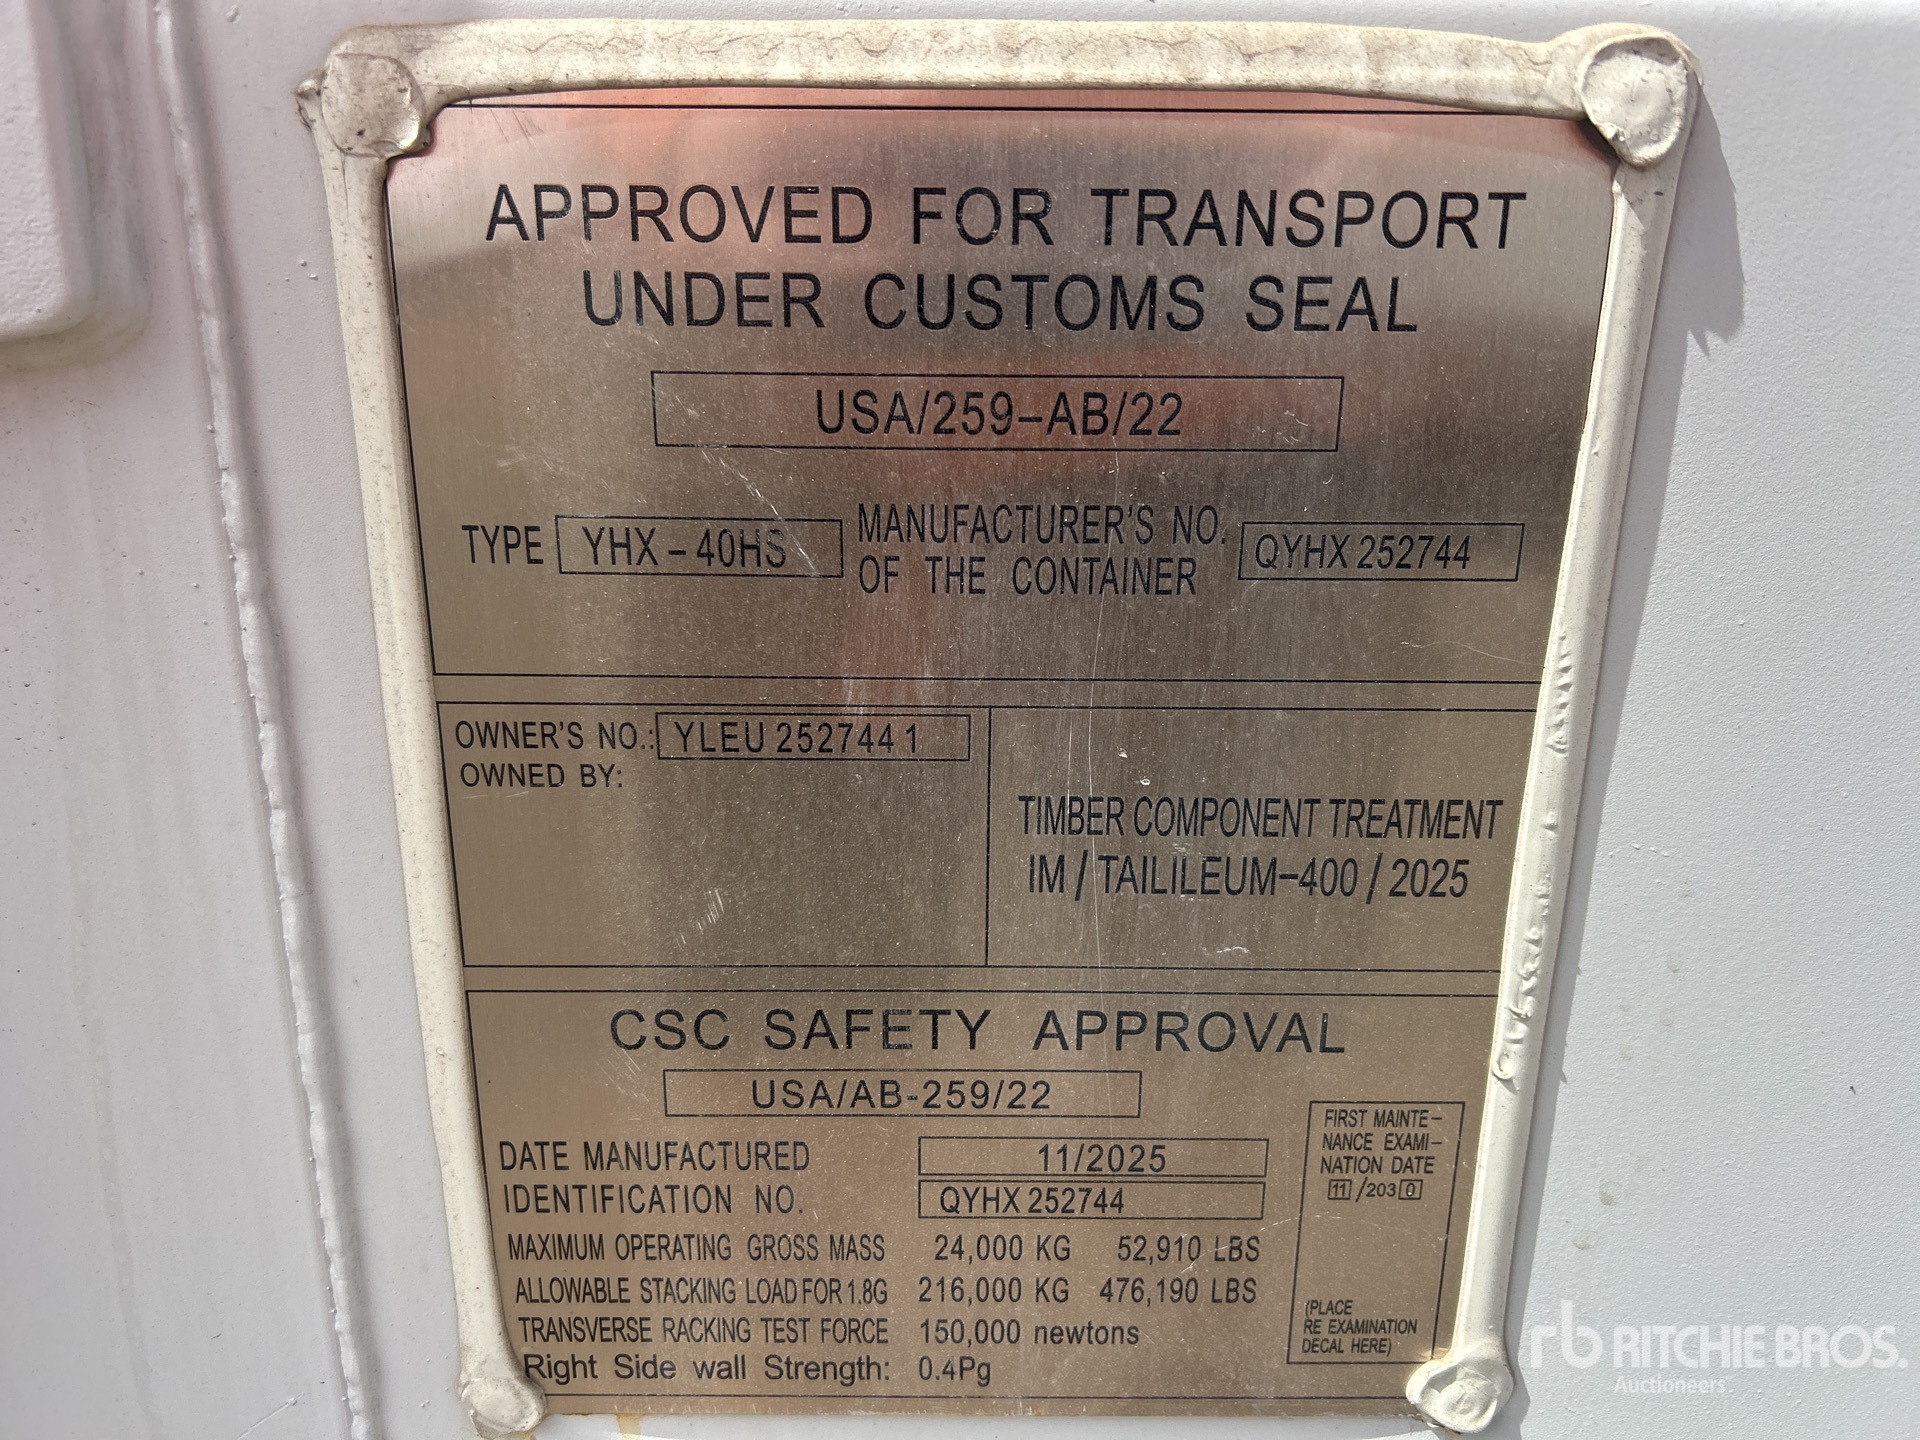 APPROVED FOR TRANSPORT
UNDER CUSTOMS SEAL
USA/259-AB/22
TYPE YHX-40HS MANUFACTURER'S NO. OF THE CONTAINER QYHX 252744
OWNER'S NO.: YLEU 252744 1
OWNED BY:
TIMBER COMPONENT TREATMENT
IM / TAILILEUM-400 / 2025
CSC SAFETY APPROVAL
USA/AB-259/22
DATE MANUFACTURED 11/2025
IDENTIFICATION NO. QYHX 252744
MAXIMUM OPERATING GROSS MASS 24,000 KG 52,910 LBS
ALLOWABLE STACKING LOAD FOR 1.8G 216,000 KG 476,190 LBS
TRANSVERSE RACKING TEST FORCE 150,000 newtons
Right Side wall Strength: 0.4Pg
FIRST MAINTE-
NANCE EXAMI-
NATION DATE
11/2030
(PLACE
RE EXAMINATION
DECAL HERE)
rb RITCHIE BROS.
Auctioneers